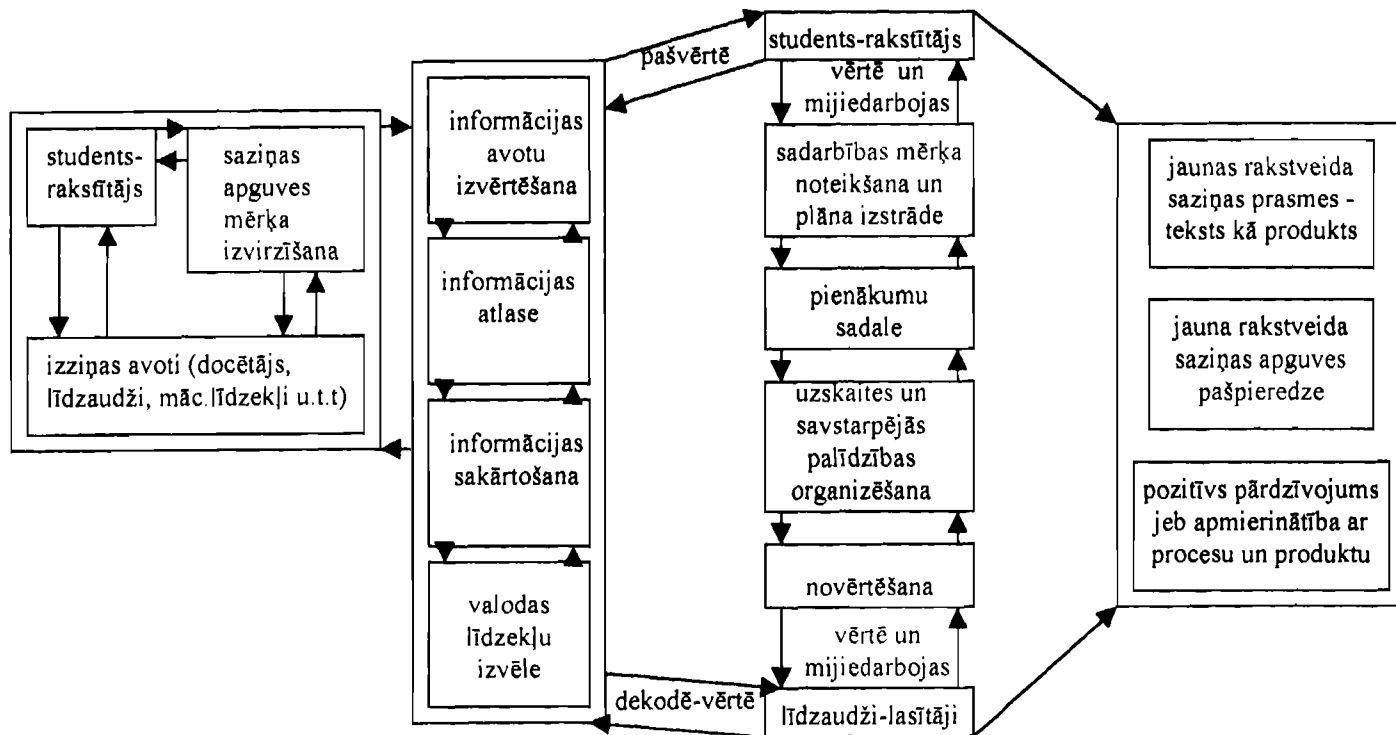 students-
rakstītājs
saziņas
apguves
mērķa
izvirzīšana
izziņas avoti (docētājs,
līdzaudži, māc.līdzekļi u.t.t)
informācijas
avotu
izvērtēšana
informācijas
atlase
informācijas
sakārtošana
valodas
līdzekļu
izvēle
pašvērtē
dekodē-vērtē
students-rakstītājs
vērtē un
mijiedarbojas
sadarbības mērķa
noteikšana un
plāna izstrāde
pienākumu
sadale
uzskaites un
savstarpējās
palīdzības
organizēšana
novērtēšana
vērtē un
mijiedarbojas
līdzaudži-lasītāji
jaunas rakstveida
saziņas prasmes -
teksts kā produkts
jauna rakstveida
saziņas apguves
pašpieredze
pozitīvs pārdzīvojums
jeb apmierinātība ar
procesu un produktu